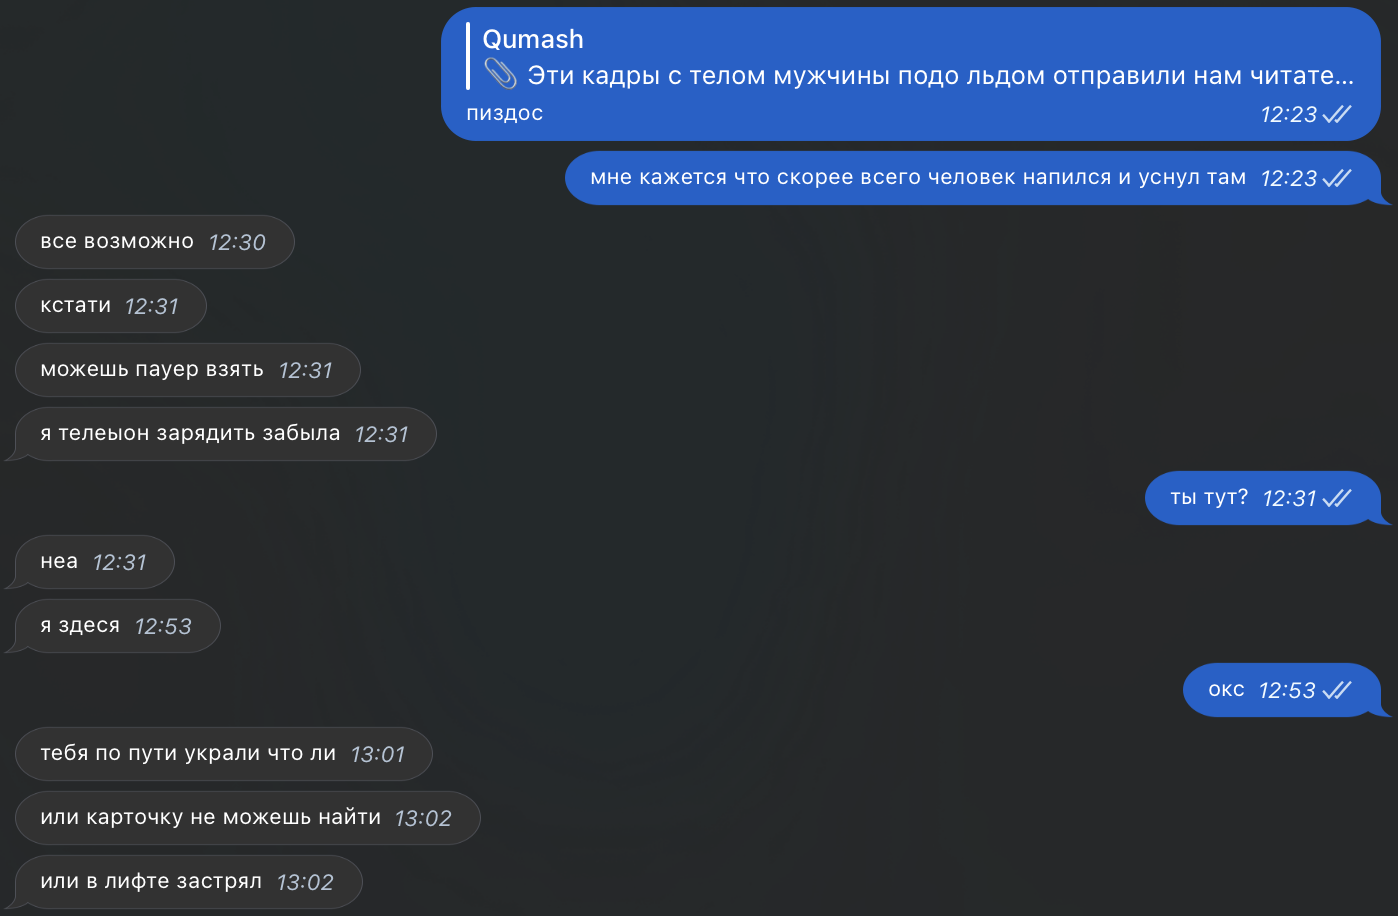 Qumash
📎 Эти кадры с телом мужчины подо льдом отправили нам читате...
пиздос 12:23
мне кажется что скорее всего человек напился и уснул там 12:23
все возможно 12:30
кстати 12:31
можешь пауер взять 12:31
я телеыон зарядить забыла 12:31
ты тут? 12:31
неа 12:31
я здеся 12:53
окс 12:53
тебя по пути украли что ли 13:01
или карточку не можешь найти 13:02
или в лифте застрял 13:02